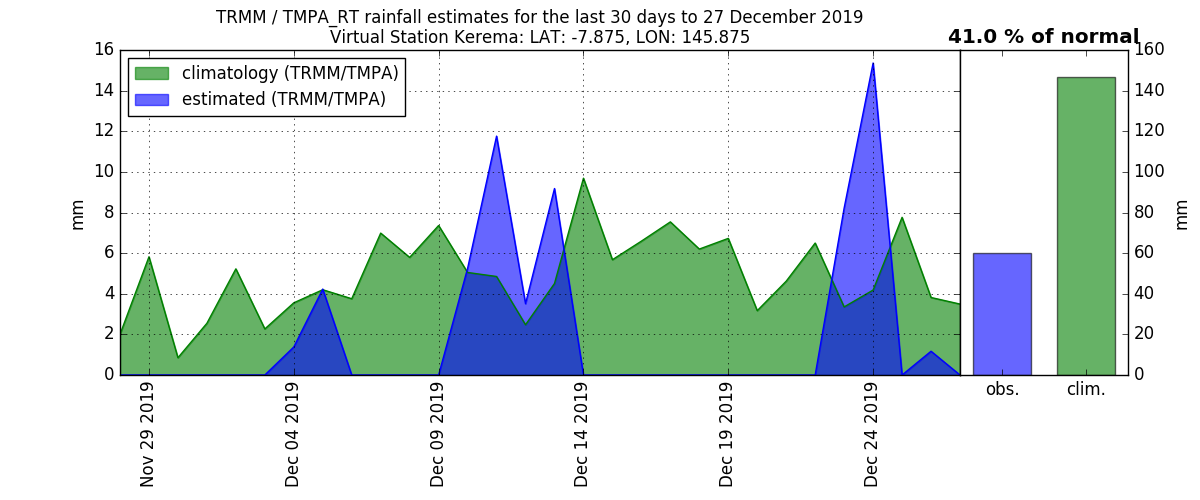 TRMM / TMPA_RT rainfall estimates for the last 30 days to 27 December 2019
Virtual Station Kerema: LAT: -7.875, LON: 145.875
41.0 % of normal
climatology (TRMM/TMPA)
estimated (TRMM/TMPA)
mm
16
14
12
10
8
6
4
2
0
Nov 29 2019
Dec 04 2019
Dec 09 2019
Dec 14 2019
Dec 19 2019
Dec 24 2019
obs.
clim.
160
140
120
100
80
60
40
20
0
mm